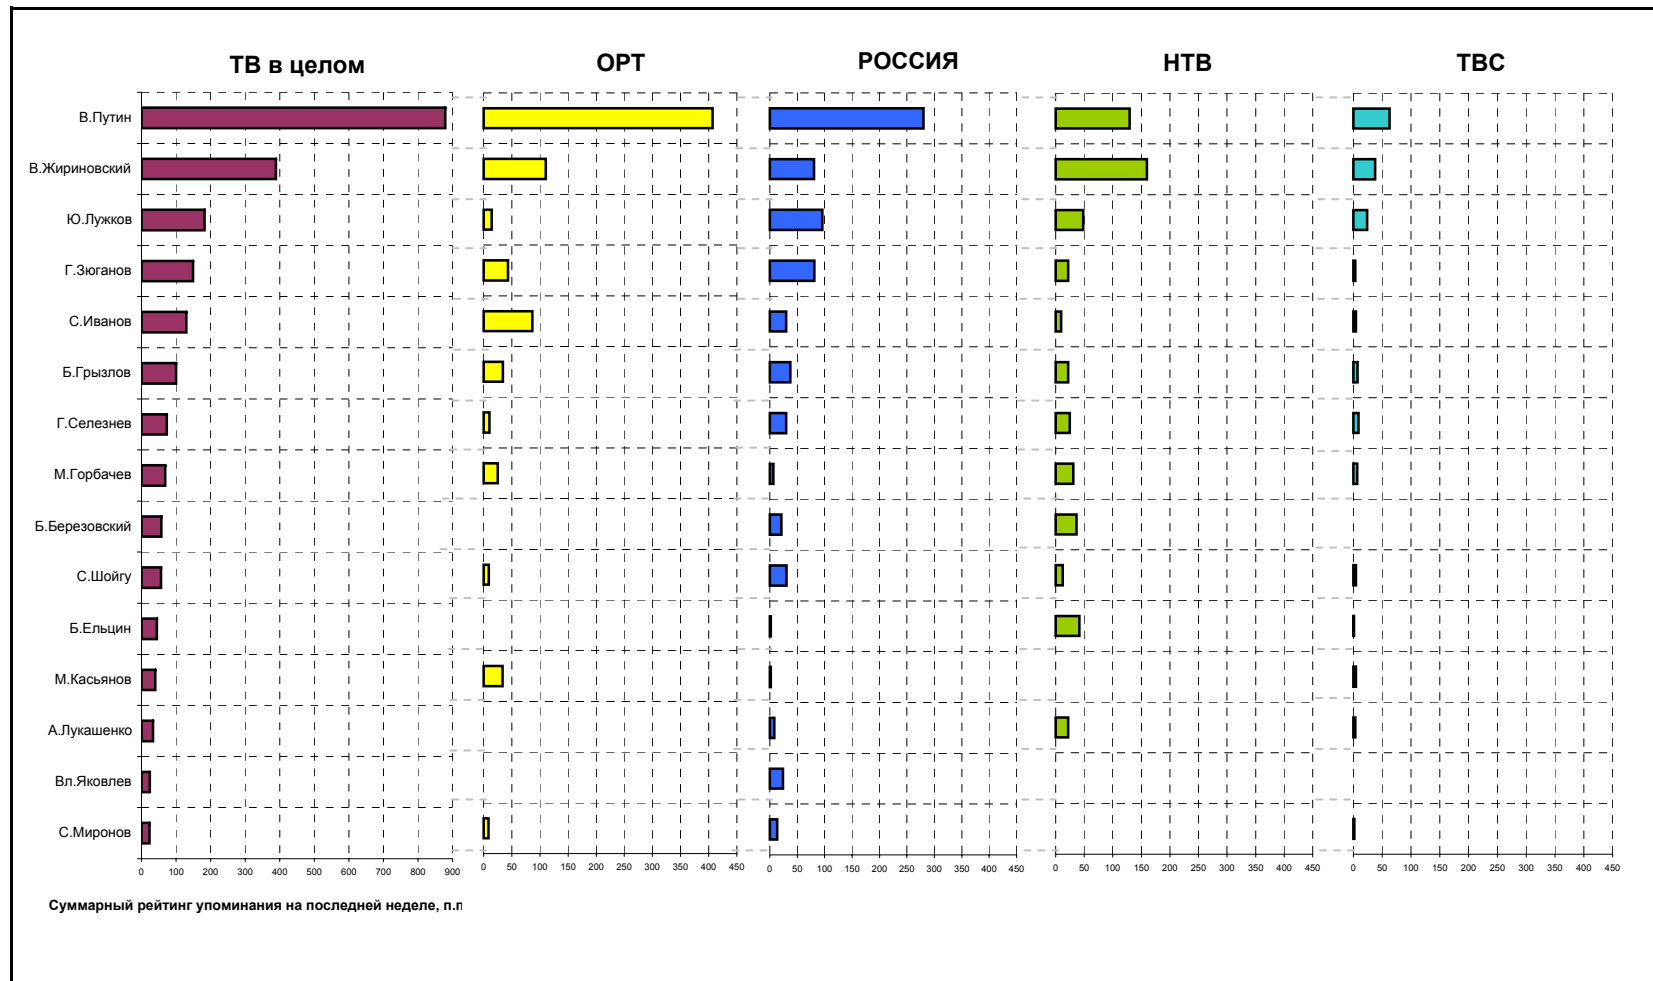 ТВ в целом
ОРТ
РОССИЯ
НТВ
ТВС
В.Путин
В.Жириновский
Ю.Лужков
Г.Зюганов
С.Иванов
Б.Грызлов
Г.Селезнев
М.Горбачев
Б.Березовский
С.Шойгу
Б.Ельцин
М.Касьянов
А.Лукашенко
Вл.Яковлев
С.Миронов
0 100 200 300 400 500 600 700 800 900
0 50 100 150 200 250 300 350 400 450
0 50 100 150 200 250 300 350 400 450
0 50 100 150 200 250 300 350 400 450
0 50 100 150 200 250 300 350 400 450
Суммарный рейтинг упоминания на последней неделе, п.п